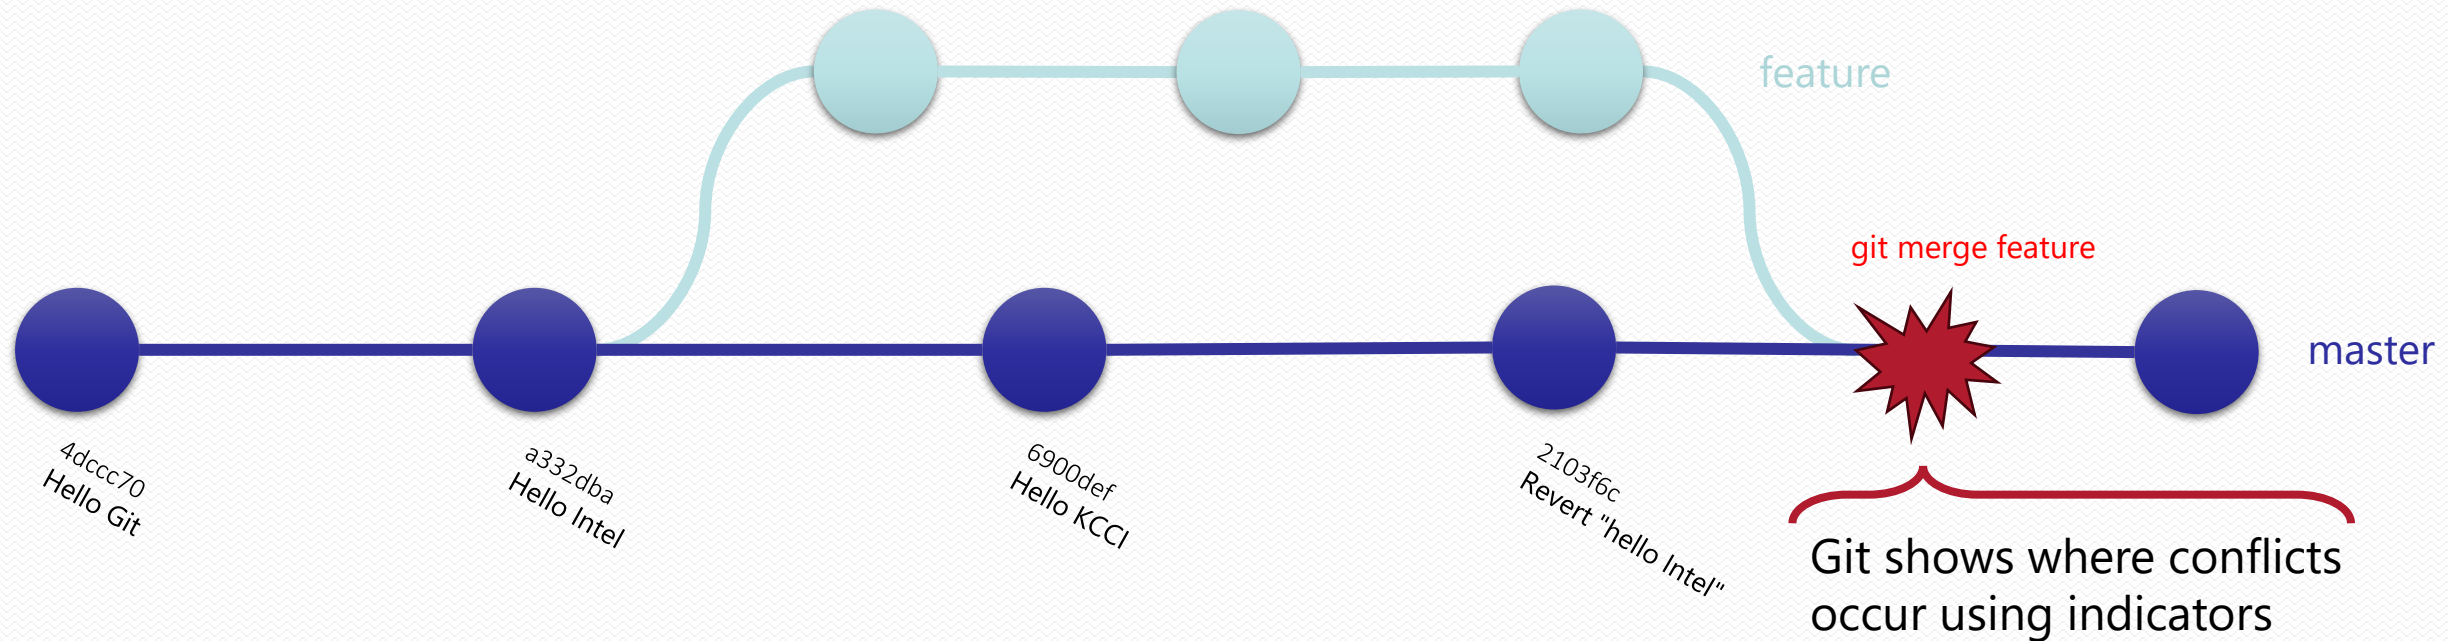 feature
git merge feature
master
4dccc70
Hello Git
a332dba
Hello Intel
6900def
Hello KCCI
2103f6c
Revert "hello Intel"
Git shows where conflicts
occur using indicators